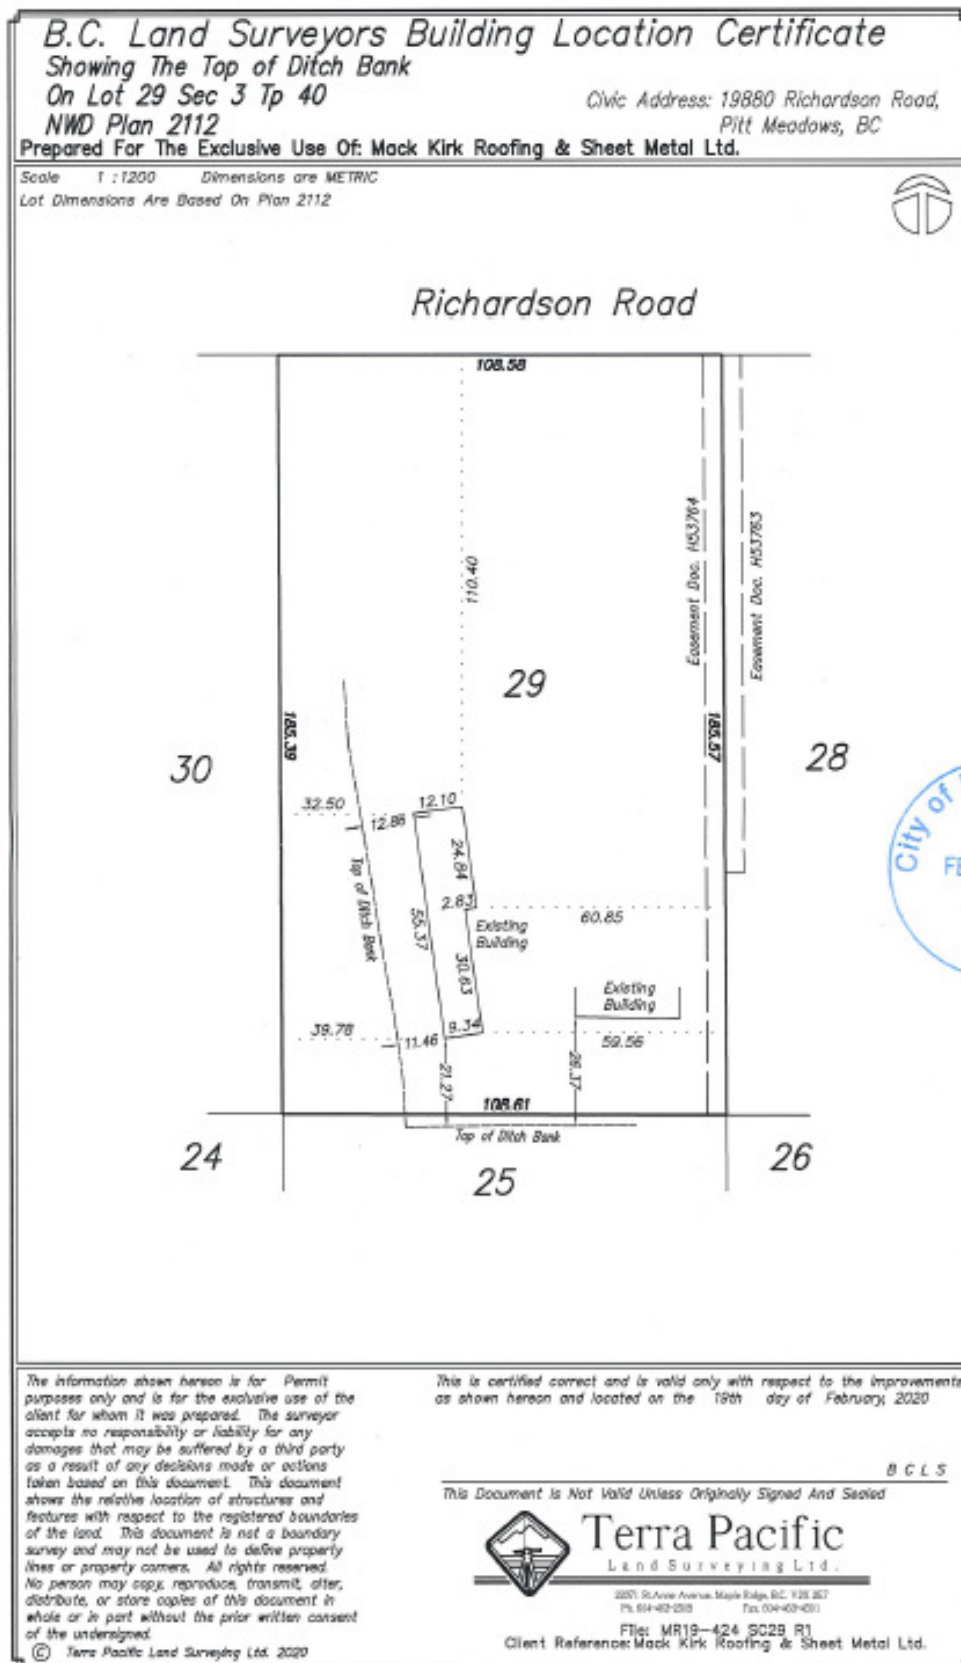 B.C. Land Surveyors Building Location Certificate
Showing The Top of Ditch Bank
On Lot 29 Sec 3 Tp 40
NWD Plan 2112
Civic Address: 19880 Richardson Road,
Pitt Meadows, BC
Prepared For The Exclusive Use Of: Mack Kirk Roofing & Sheet Metal Ltd.
Scale 1 : 1200 Dimensions are METRIC
Lot Dimensions Are Based On Plan 2112
Richardson Road
108.58
110.40
Easement Doc. H53764
Easement Doc. H53763
29
185.39
185.57
30
28
32.50
12.10
12.86
24.84
Top of Ditch Bank
55.37
2.83
60.85
Existing
Building
30.63
Existing
Building
39.78
11.46
9.34
59.56
21.27
26.37
108.61
Top of Ditch Bank
24
25
26
City of
FE
The information shown hereon is for Permit
purposes only and is for the exclusive use of the
client for whom it was prepared. The surveyor
accepts no responsibility or liability for any
damages that may be suffered by a third party
as a result of any decisions made or actions
taken based on this document. This document
shows the relative location of structures and
features with respect to the registered boundaries
of the land. This document is not a boundary
survey and may not be used to define property
lines or property corners. All rights reserved.
No person may copy, reproduce, transmit, alter,
distribute, or store copies of this document in
whole or in part without the prior written consent
of the undersigned.
© Terra Pacific Land Surveying Ltd. 2020
This is certified correct and is valid only with respect to the improvements
as shown hereon and located on the 19th day of February, 2020
B C L S
This Document Is Not Valid Unless Originally Signed And Sealed
Terra Pacific
Land Surveying Ltd.
St.Anne Avenue, Maple Ridge, B.C.
File: MR19-424 SC29 R1
Client Reference: Mack Kirk Roofing & Sheet Metal Ltd.